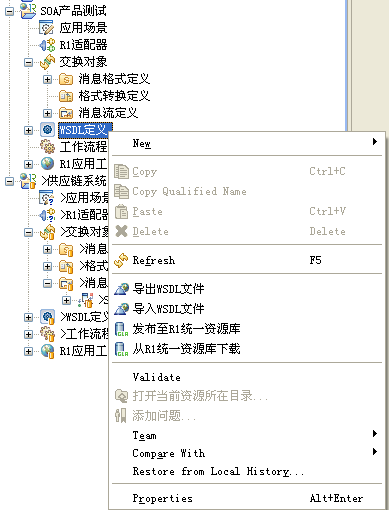 SOA产品测试
应用场景
R1适配器
交换对象
消息格式定义
格式转换定义
消息流定义
WSDL定义
工作流程
R1应用工
>供应链系统
>应用场景
>R1适配器
>交换对象
>消息
>格式
>消息
>S
>WSDL定义
>工作流程
R1应用工
New
Copy Ctrl+C
Copy Qualified Name
Paste Ctrl+V
Delete Delete
Refresh F5
导出WSDL文件
导入WSDL文件
发布至R1统一资源库
从R1统一资源库下载
Validate
打开当前资源所在目录...
添加问题...
Team
Compare With
Restore from Local History...
Properties Alt+Enter